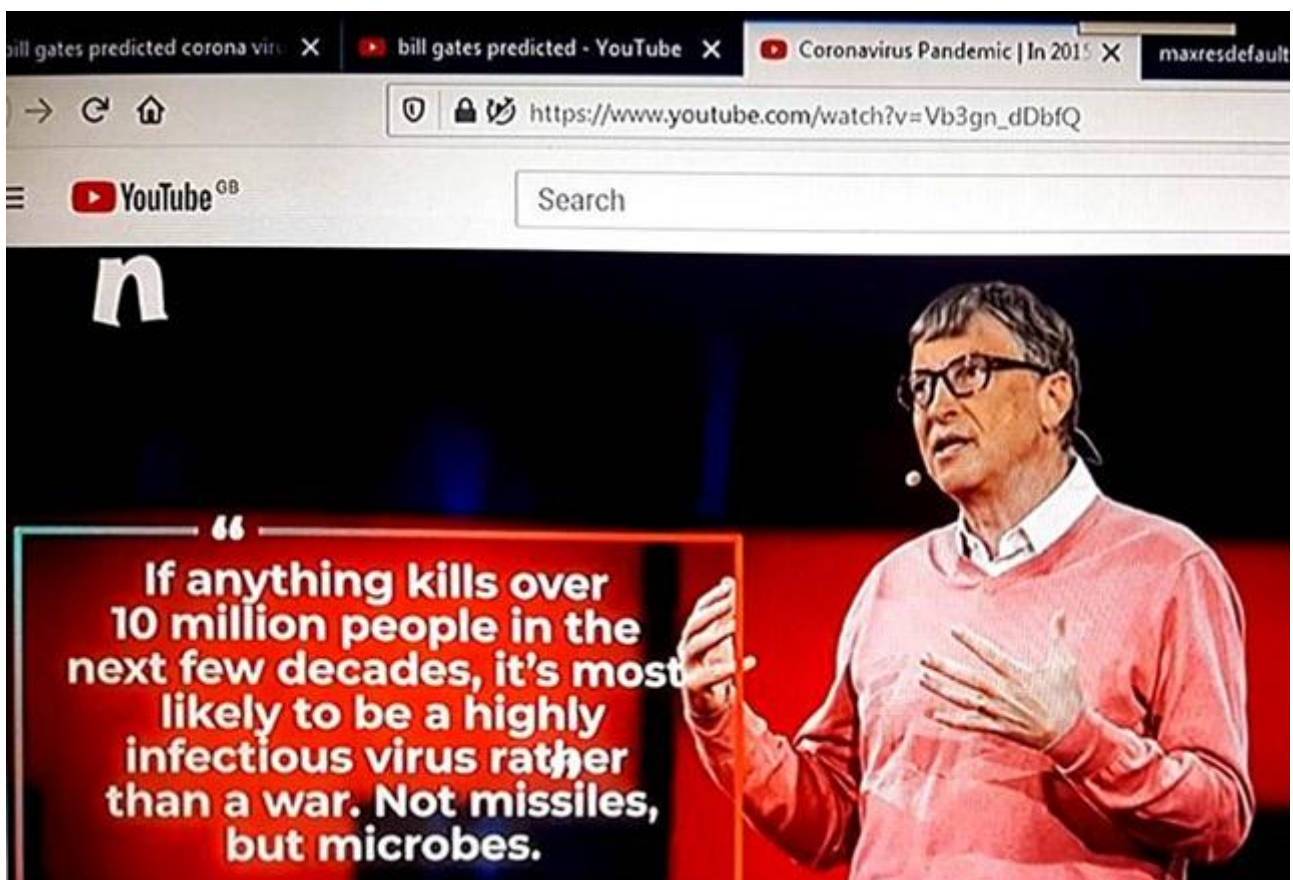 bill gates predicted corona viru
bill gates predicted - YouTube
Coronavirus Pandemic | In 2015
maxresdefault
https://www.youtube.com/watch?v=Vb3gn_dDbfQ
YouTube GB
Search
n
“
If anything kills over
10 million people in the
next few decades, it's most
likely to be a highly
infectious virus rather
than a war. Not missiles,
but microbes.